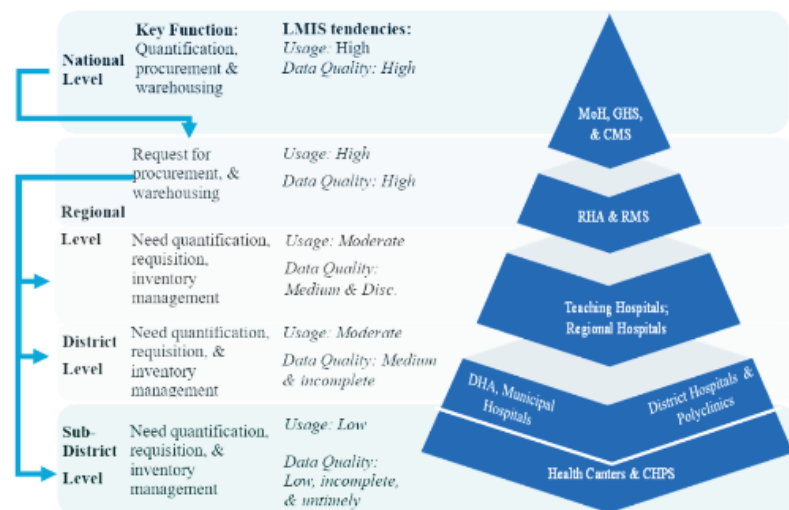 Key Function:
LMIS tendencies:
National
Level
Quantification,
procurement &
warehousing
Usage: High
Data Quality: High
MoH, GHS,
& CMS
Regional
Level
Request for
procurement, &
warehousing
Usage: High
Data Quality: High
RHA & RMS
Need quantification,
requisition,
inventory
management
Usage: Moderate
Data Quality:
Medium & Disc.
Teaching Hospitals;
Regional Hospitals
District
Level
Need quantification,
requisition, &
inventory
management
Usage: Moderate
Data Quality: Medium
& incomplete
DHA, Municipal
Hospitals
District Hospitals &
Polyclinics
Sub-
District
Level
Need quantification,
requisition, &
inventory
management
Usage: Low
Data Quality:
Low, incomplete,
& untimely
Health Canters & CHPS